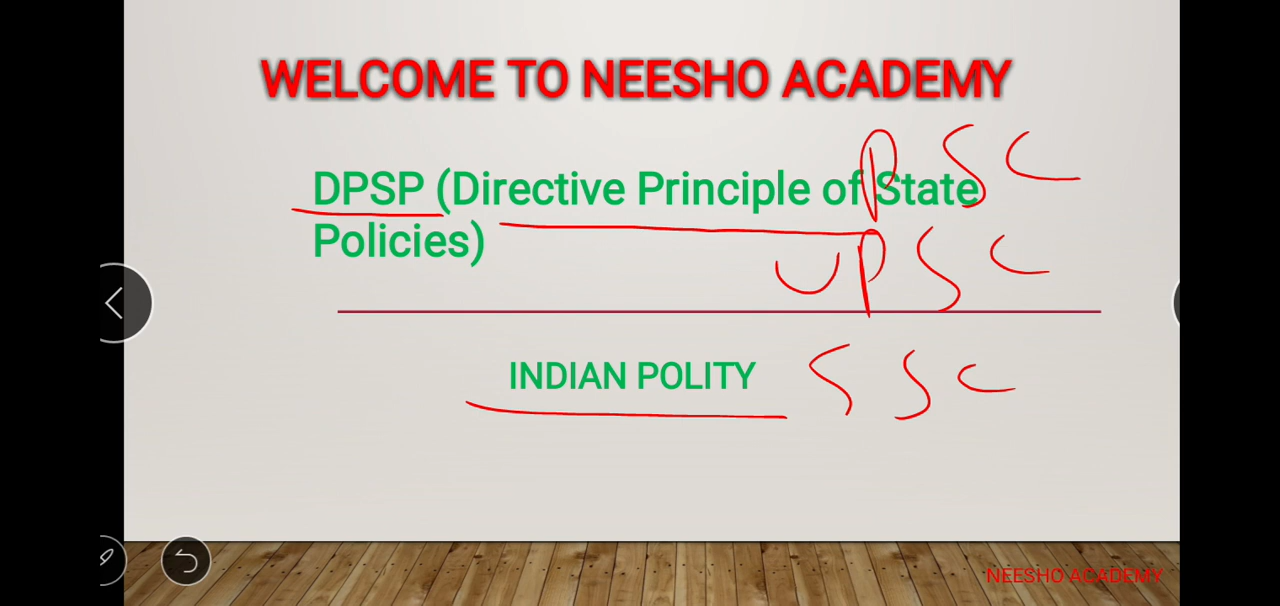 WELCOME TO NEESHO ACADEMY
PSC
DPSP (Directive Principle of State
Policies)
UPSC
INDIAN POLITY
SSC
NEESHO ACADEMY